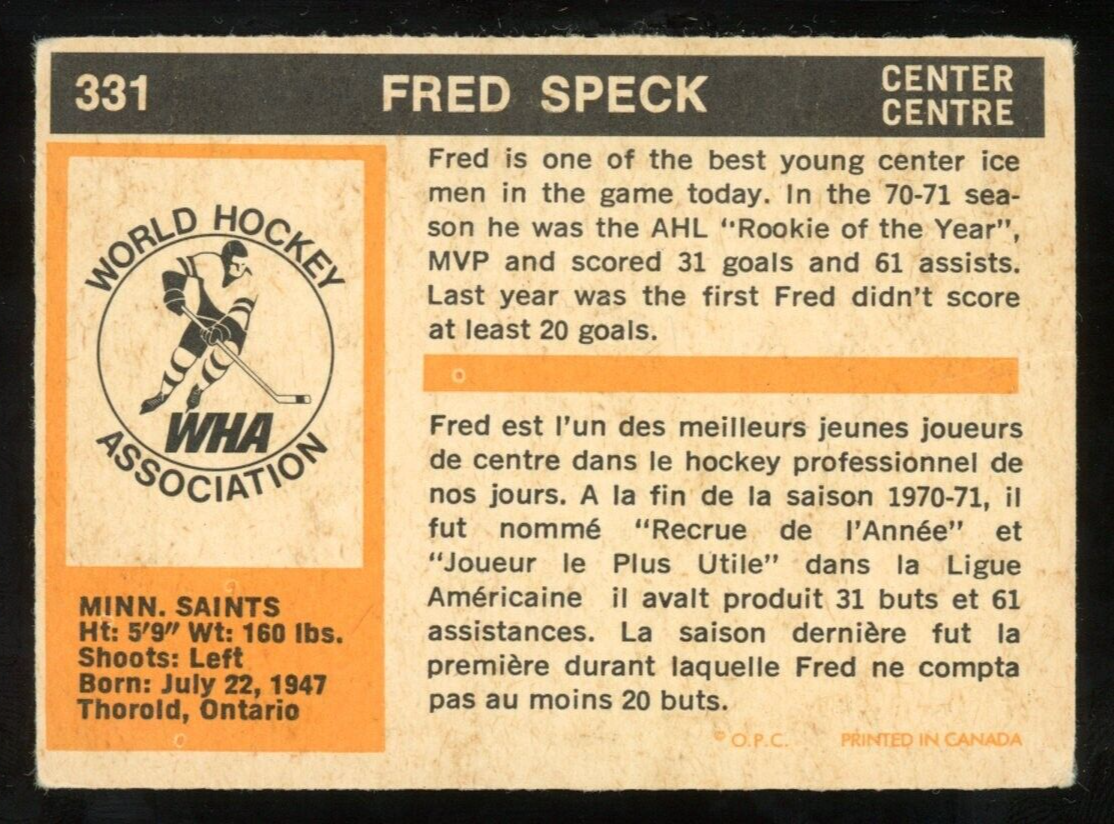 331 FRED SPECK CENTER
CENTRE
WORLD HOCKEY
WHA
ASSOCIATION
MINN. SAINTS
Ht: 5'9" Wt: 160 lbs.
Shoots: Left
Born: July 22, 1947
Thorold, Ontario
Fred is one of the best young center ice
men in the game today. In the 70-71 sea-
son he was the AHL "Rookie of the Year",
MVP and scored 31 goals and 61 assists.
Last year was the first Fred didn't score
at least 20 goals.
Fred est l'un des meilleurs jeunes joueurs
de centre dans le hockey professionnel de
nos jours. A la fin de la saison 1970-71, il
fut nommé "Recrue de l'Année" et
"Joueur le Plus Utile" dans la Ligue
Américaine il avait produit 31 buts et 61
assistances. La saison dernière fut la
première durant laquelle Fred ne compta
pas au moins 20 buts.
© O.P.C. PRINTED IN CANADA